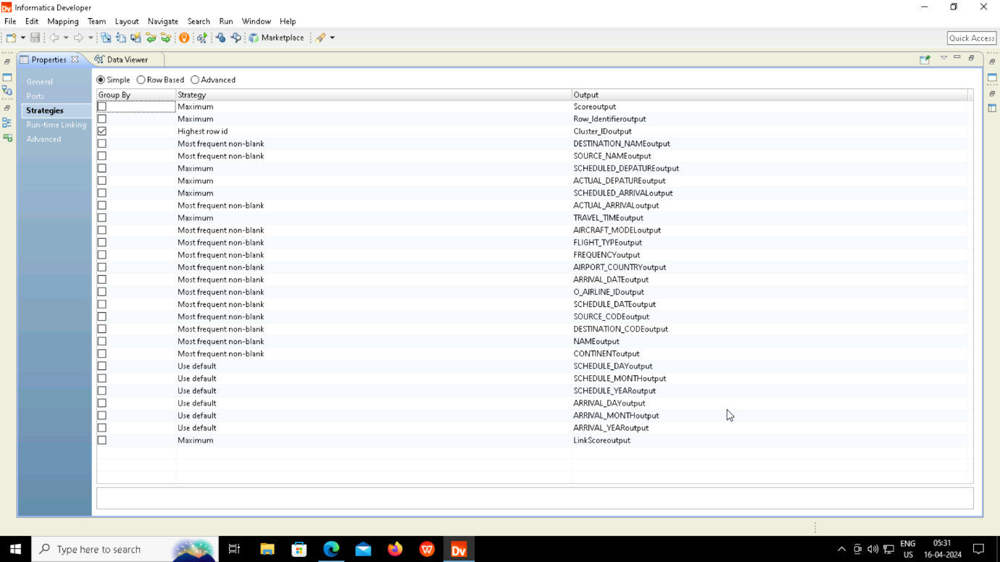 Informatica Developer
File Edit Mapping Team Layout Navigate Search Run Window Help
Marketplace
Quick Access
Properties Data Viewer
General
Ports
Strategies
Run-time Linking
Advanced
Simple Row Based Advanced
Group By Strategy Output
Maximum Scoreoutput
Maximum Row_Identifieroutput
Highest row id Cluster_IDoutput
Most frequent non-blank DESTINATION_NAMEoutput
Most frequent non-blank SOURCE_NAMEoutput
Maximum SCHEDULED_DEPATUREoutput
Maximum ACTUAL_DEPATUREoutput
Maximum SCHEDULED_ARRIVALoutput
Most frequent non-blank ACTUAL_ARRIVALoutput
Maximum TRAVEL_TIMEoutput
Most frequent non-blank AIRCRAFT_MODELoutput
Most frequent non-blank FLIGHT_TYPEoutput
Most frequent non-blank FREQUENCYoutput
Most frequent non-blank AIRPORT_COUNTRYoutput
Most frequent non-blank ARRIVAL_DATEoutput
Most frequent non-blank O_AIRLINE_IDoutput
Most frequent non-blank SCHEDULE_DATEoutput
Most frequent non-blank SOURCE_CODEoutput
Most frequent non-blank DESTINATION_CODEoutput
Most frequent non-blank NAMEoutput
Most frequent non-blank CONTINENToutput
Use default SCHEDULE_DAYoutput
Use default SCHEDULE_MONTHoutput
Use default SCHEDULE_YEARoutput
Use default ARRIVAL_DAYoutput
Use default ARRIVAL_MONTHoutput
Use default ARRIVAL_YEARoutput
Maximum LinkScoreoutput
Type here to search
Dv
ENG
US
05:31
16-04-2024